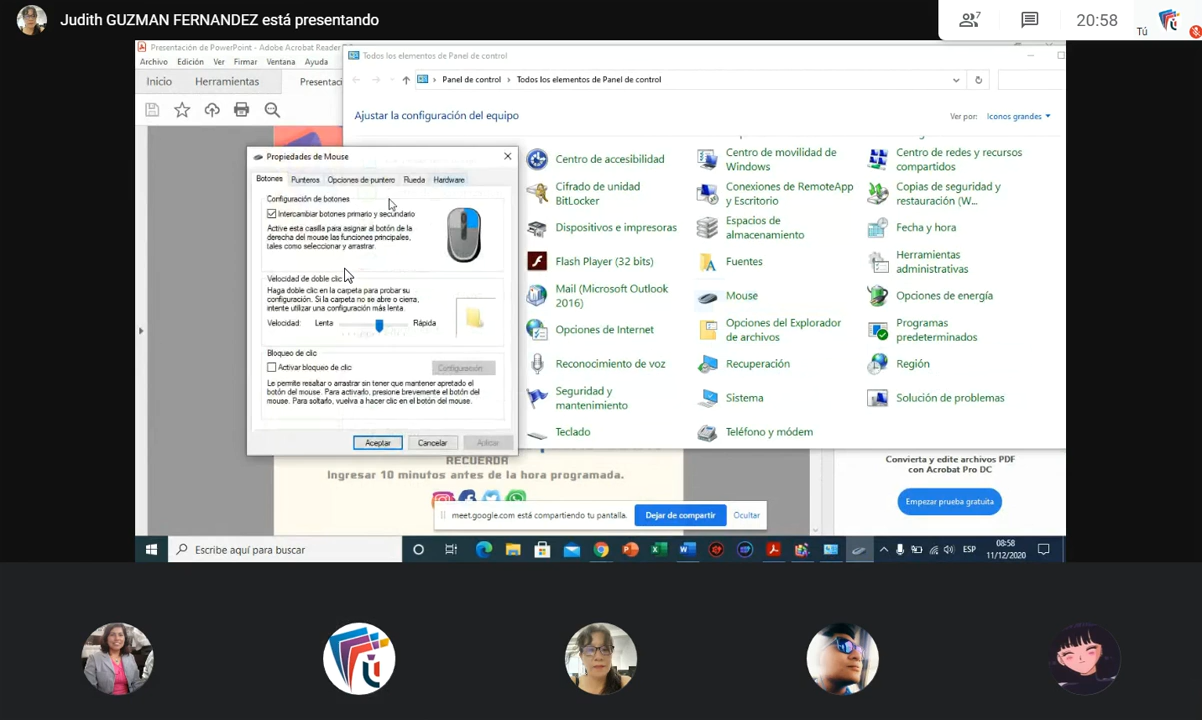 Judith GUZMAN FERNANDEZ está presentando
7
20:58
Tú
Presentación de PowerPoint - Adobe Acrobat Reader
Archivo Edición Ver Firmar Ventana Ayuda
Inicio Herramientas Presentac
Todos los elementos de Panel de control
Panel de control › Todos los elementos de Panel de control
Ajustar la configuración del equipo
Ver por: Iconos grandes
Centro de accesibilidad
Centro de movilidad de
Windows
Centro de redes y recursos
compartidos
Cifrado de unidad
BitLocker
Conexiones de RemoteApp
y Escritorio
Copias de seguridad y
restauración (W...
Dispositivos e impresoras
Espacios de
almacenamiento
Fecha y hora
Flash Player (32 bits)
Fuentes
Herramientas
administrativas
Mail (Microsoft Outlook
2016)
Mouse
Opciones de energía
Opciones de Internet
Opciones del Explorador
de archivos
Programas
predeterminados
Reconocimiento de voz
Recuperación
Región
Seguridad y
mantenimiento
Sistema
Solución de problemas
Teclado
Teléfono y módem
Propiedades de Mouse
Botones Punteros Opciones de puntero Rueda Hardware
Configuración de botones
Intercambiar botones primario y secundario
Active esta casilla para asignar al botón de la
derecha del mouse las funciones principales,
tales como seleccionar y arrastrar.
Velocidad de doble clic
Haga doble clic en la carpeta para probar su
configuración. Si la carpeta no se abre o cierra,
intente utilizar una configuración más lenta.
Velocidad: Lenta Rápida
Bloqueo de clic
Activar bloqueo de clic
Configuración
Le permite resaltar o arrastrar sin tener que mantener apretado el
botón del mouse. Para activarlo, presione brevemente el botón del
mouse. Para soltarlo, vuelva a hacer clic en el botón del mouse.
Aceptar Cancelar Aplicar
RECUERDA
Ingresar 10 minutos antes de la hora programada.
Convierta y edite archivos PDF
con Acrobat Pro DC
Empezar prueba gratuita
meet.google.com está compartiendo tu pantalla. Dejar de compartir Ocultar
Escribe aquí para buscar
ESP
08:58
11/12/2020